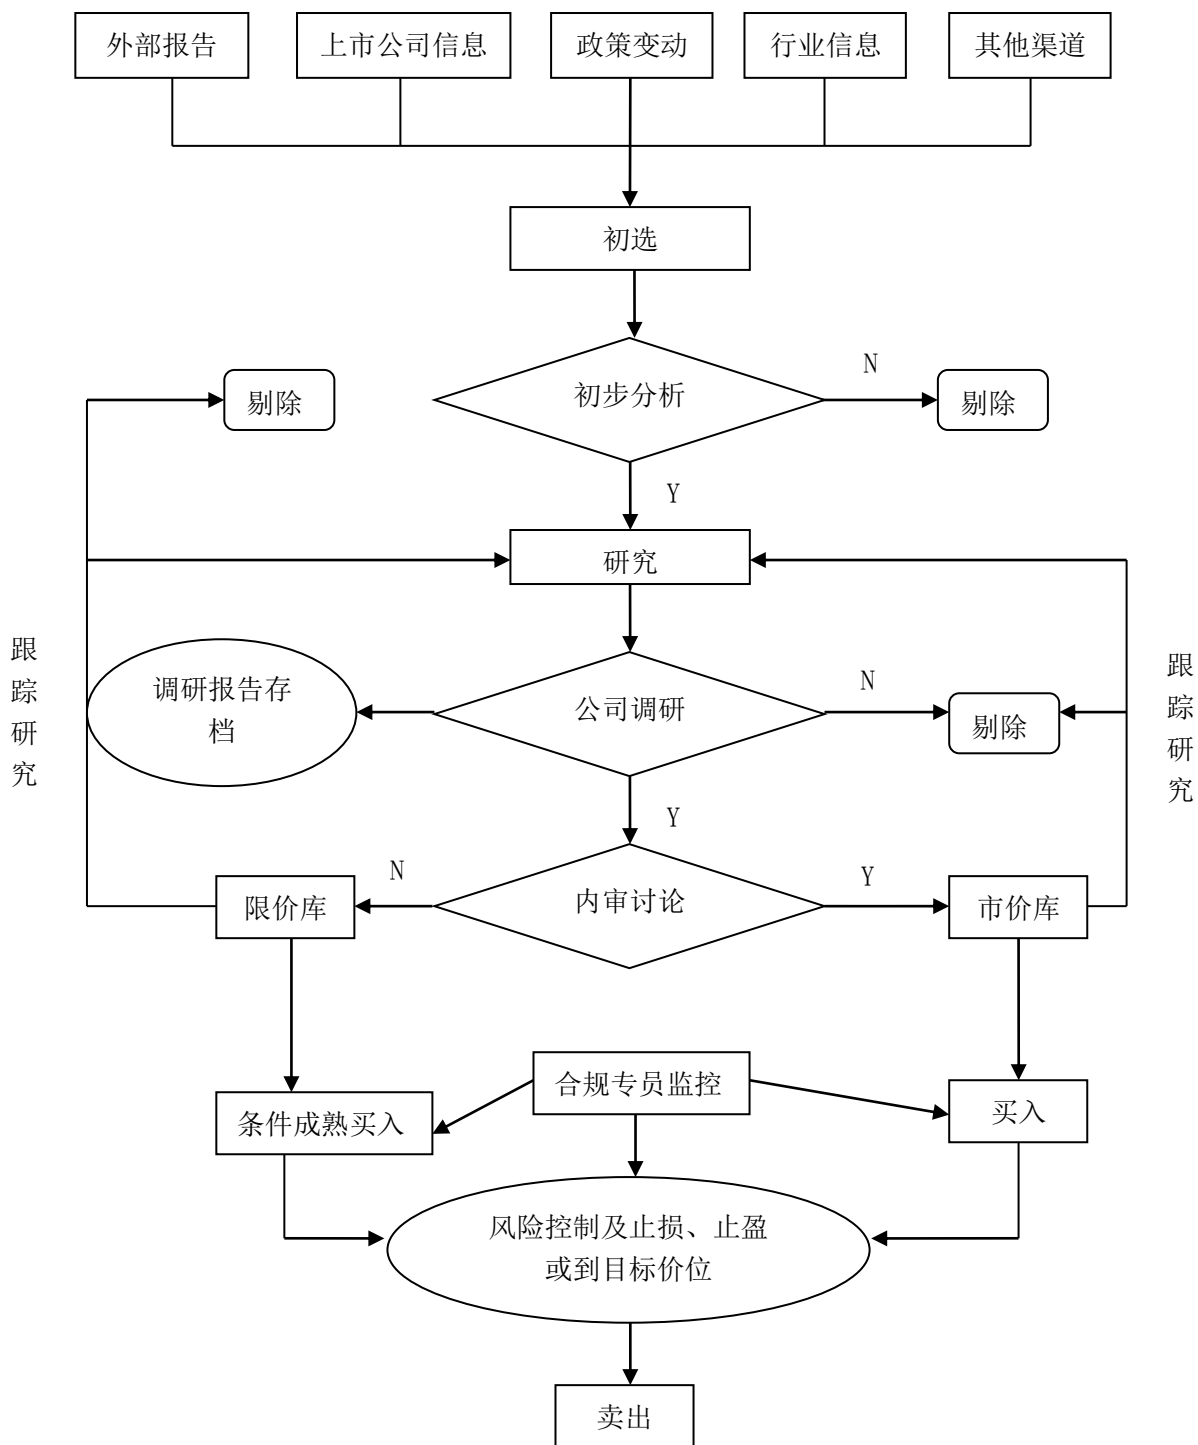 外部报告
上市公司信息
政策变动
行业信息
其他渠道
初选
初步分析
N
剔除
剔除
Y
研究
跟
踪
研
究
调研报告存
档
公司调研
N
剔除
跟
踪
研
究
Y
N
限价库
内审讨论
Y
市价库
合规专员监控
条件成熟买入
买入
风险控制及止损、止盈
或到目标价位
卖出